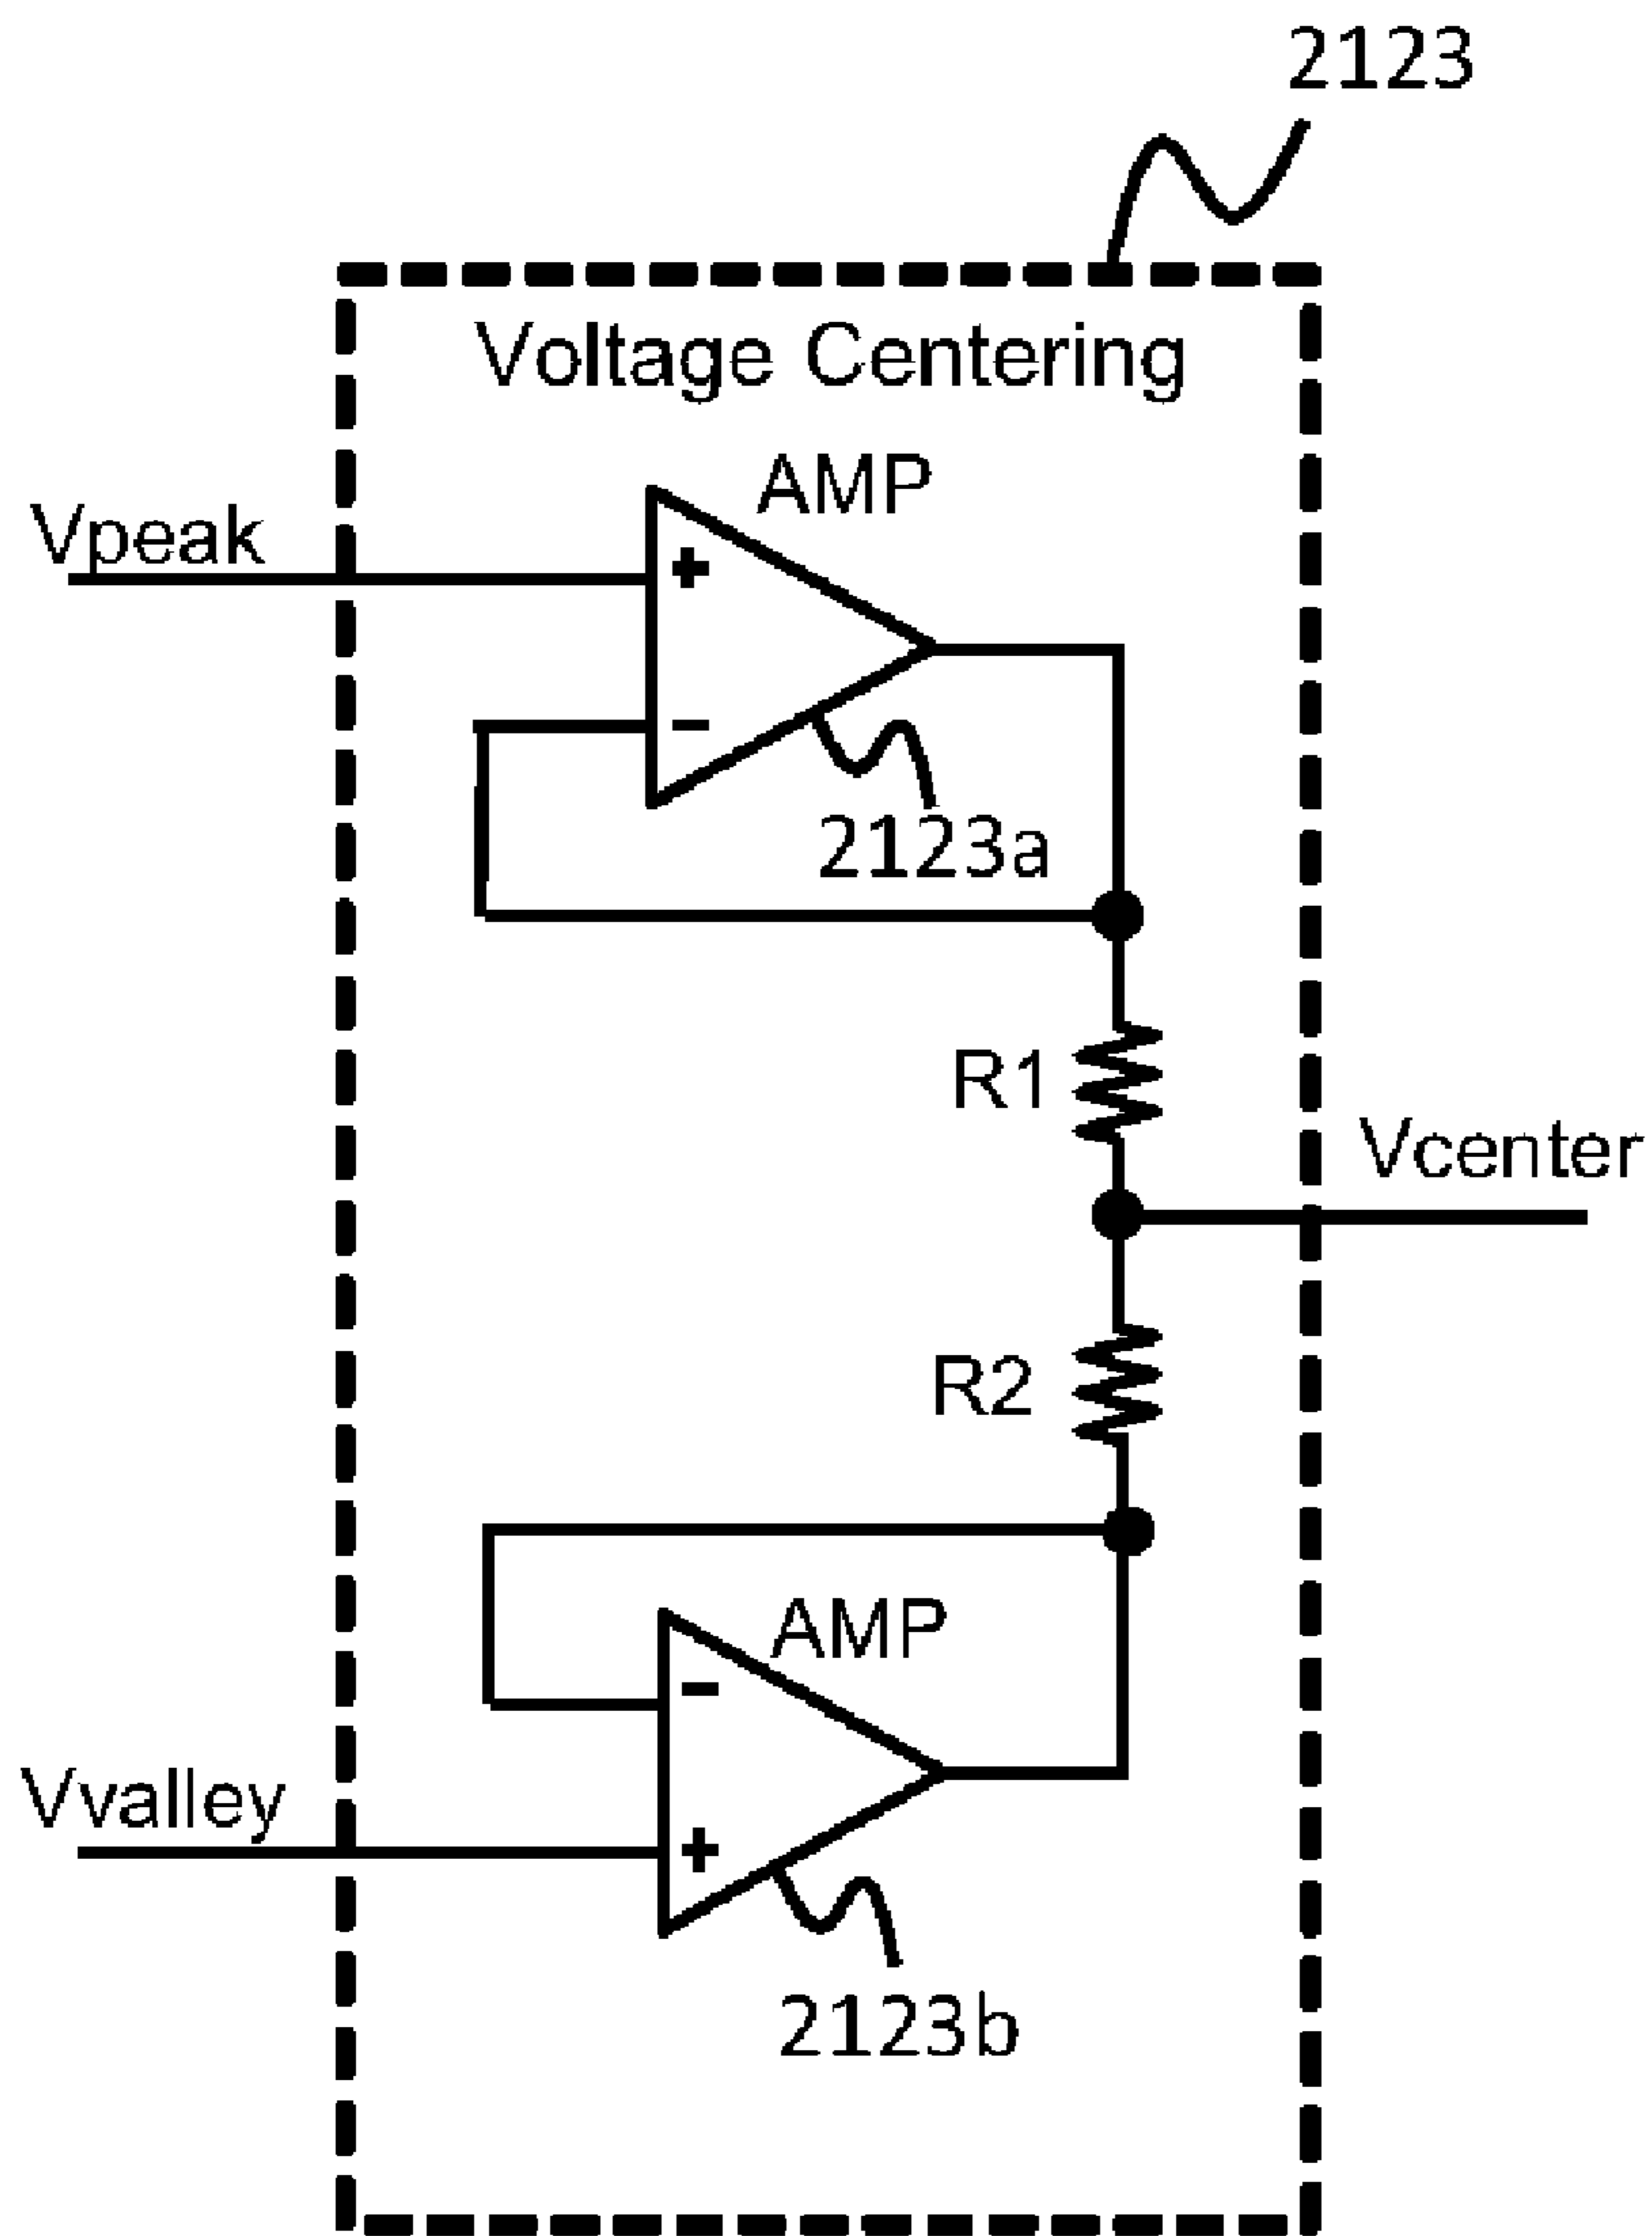 2123
Voltage Centering
AMP
Vpeak
+
-
2123a
R1
Vcenter
R2
AMP
-
Vvalley
+
2123b